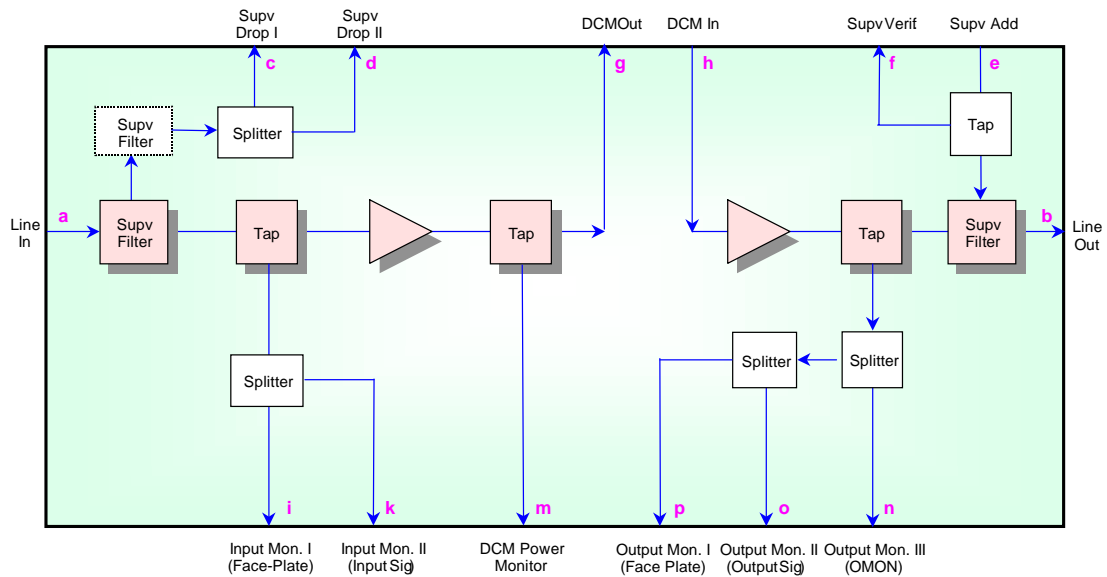 Supv
Drop I
Supv
Drop II
DCMOut
DCM In
Supv Verif
Supv Add
c
d
g
h
f
e
Supv
Filter
Splitter
Tap
Line
In
a
Supv
Filter
Tap
Tap
Tap
Supv
Filter
b
Line
Out
Splitter
Splitter
Splitter
i
k
m
p
o
n
Input Mon. I
(Face-Plate)
Input Mon. II
(Input Sig)
DCM Power
Monitor
Output Mon. I
(Face Plate)
Output Mon. II
(Output Sig)
Output Mon. III
(OMON)